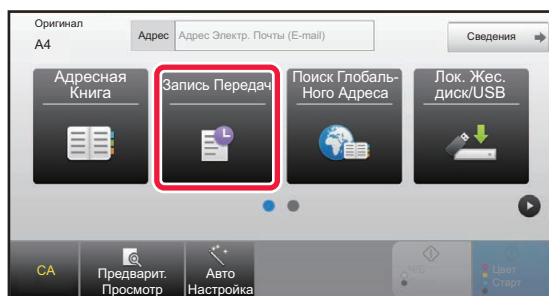 Оригинал
A4
Адрес
Адрес Электр. Почты (E-mail)
Сведения
Адресная
Книга
Запись Передач
Поиск Глобаль-
Ного Адреса
Лок. Жес.
диск/USB
CA
Предварит.
Просмотр
Авто
Настройка
Ч/Б
Старт
Цвет
Старт